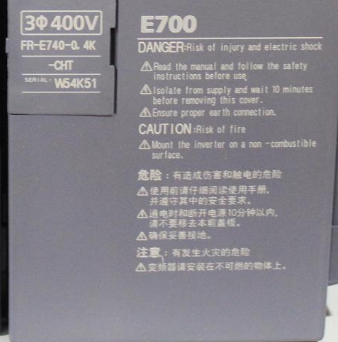 3Φ 400V
FR-E740-0.4K
-CHT
SERIAL: W54K51
E700
DANGER:Risk of injury and electric shock
⚠Read the manual and follow the safety
instructions before use.
⚠Isolate from supply and wait 10 minutes
before removing this cover.
⚠Ensure proper earth connection.
CAUTION:Risk of fire
⚠Mount the inverter on a non-combustible
surface.
危险：有造成伤害和触电的危险
⚠使用前请仔细阅读使用手册,
并遵守其中的安全要求。
⚠通电时和断开电源10分钟以内,
请不要移去本前盖板。
⚠确保妥善接地。
注意：有发生火灾的危险
⚠变频器请安装在不可燃的物体上。